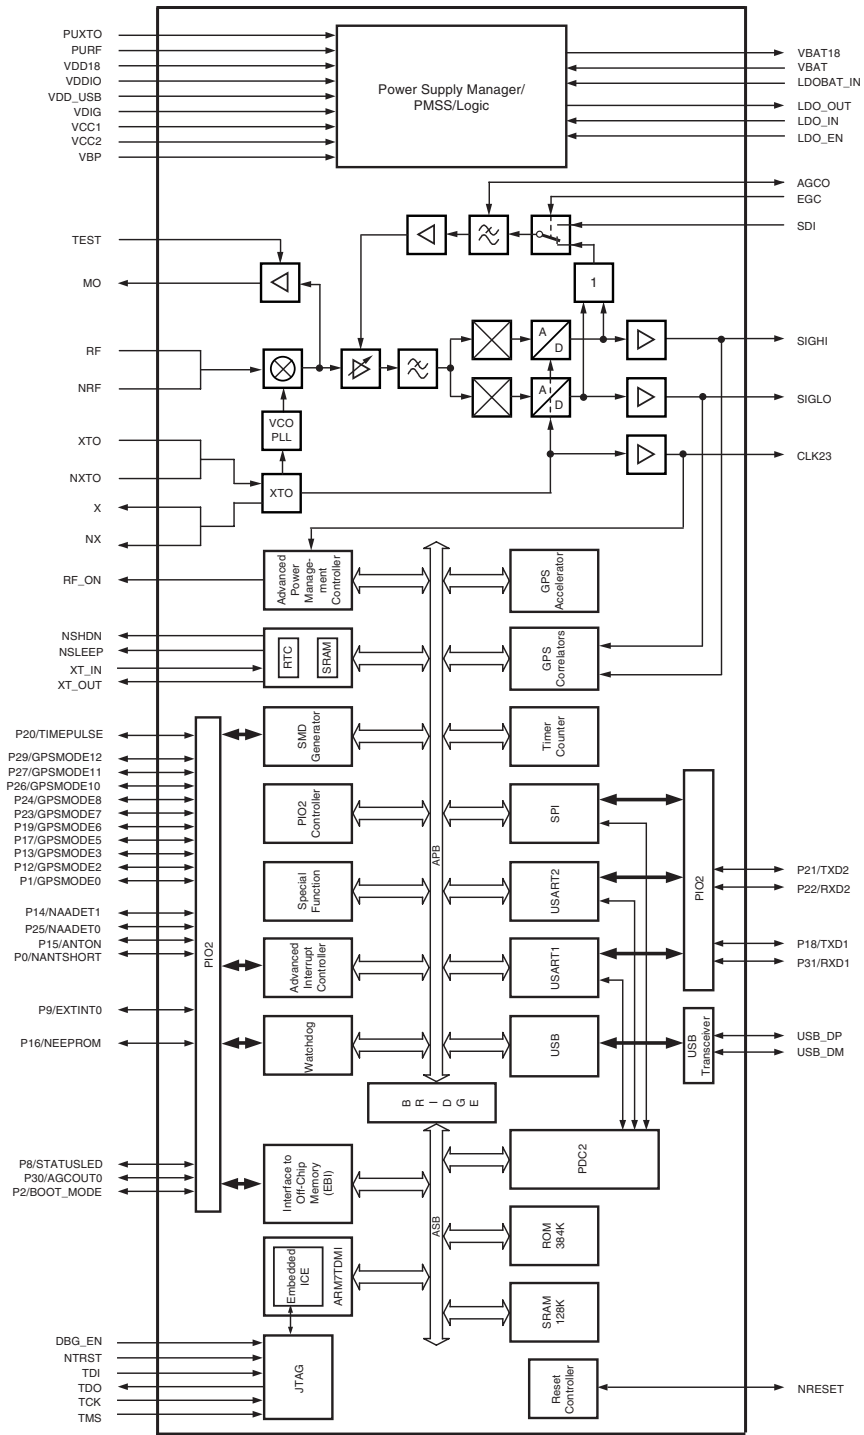 PUXTO
PURF
VDD18
VDDIO
VDD_USB
VDIG
VCC1
VCC2
VBP
Power Supply Manager/
PMSS/Logic
VBAT18
VBAT
LDOBAT_IN
LDO_OUT
LDO_IN
LDO_EN
AGCO
EGC
SDI
TEST
MO
1
RF
NRF
A
D
A
D
SIGHI
SIGLO
VCO
PLL
XTO
NXTO
X
NX
XTO
CLK23
RF_ON
Advanced
Power
Manage-
ment
Controller
GPS
Accelerator
NSHDN
NSLEEP
XT_IN
XT_OUT
RTC
SRAM
GPS
Correlators
P20/TIMEPULSE
SMD
Generator
Timer
Counter
P29/GPSMODE12
P27/GPSMODE11
P26/GPSMODE10
P24/GPSMODE8
P23/GPSMODE7
P19/GPSMODE6
P17/GPSMODE5
P13/GPSMODE3
P12/GPSMODE2
P1/GPSMODE0
PIO2
Controller
APB
SPI
P14/NAADET1
P25/NAADET0
P15/ANTON
P0/NANTSHORT
PIO2
Special
Function
USART2
PIO2
P21/TXD2
P22/RXD2
Advanced
Interrupt
Controller
USART1
P18/TXD1
P31/RXD1
P9/EXTINT0
P16/NEEPROM
Watchdog
USB
USB
Transceiver
USB_DP
USB_DM
B R I D G E
P8/STATUSLED
P30/AGCOUT0
P2/BOOT_MODE
Interface to
Off-Chip
Memory
(EBI)
PDC2
ASB
ROM
384K
Embedded
ICE
ARM7TDMI
SRAM
128K
DBG_EN
NTRST
TDI
TDO
TCK
TMS
JTAG
Reset
Controller
NRESET